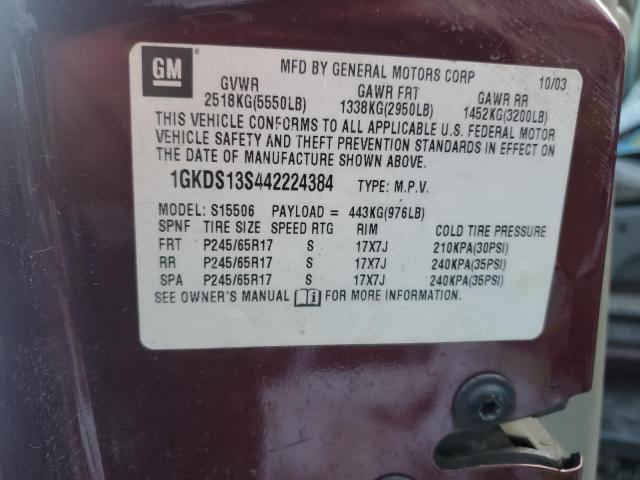 GM ® MFD BY GENERAL MOTORS CORP 10/03
GVWR GAWR FRT GAWR RR
2518KG(5550LB) 1338KG(2950LB) 1452KG(3200LB)
THIS VEHICLE CONFORMS TO ALL APPLICABLE U.S. FEDERAL MOTOR
VEHICLE SAFETY AND THEFT PREVENTION STANDARDS IN EFFECT ON
THE DATE OF MANUFACTURE SHOWN ABOVE.
1GKDS13S442224384 TYPE: M.P.V.
MODEL: S15506 PAYLOAD = 443KG(976LB)
SPNF TIRE SIZE SPEED RTG RIM COLD TIRE PRESSURE
FRT P245/65R17 S 17X7J 210KPA(30PSI)
RR P245/65R17 S 17X7J 240KPA(35PSI)
SPA P245/65R17 S 17X7J 240KPA(35PSI)
SEE OWNER'S MANUAL i FOR MORE INFORMATION.